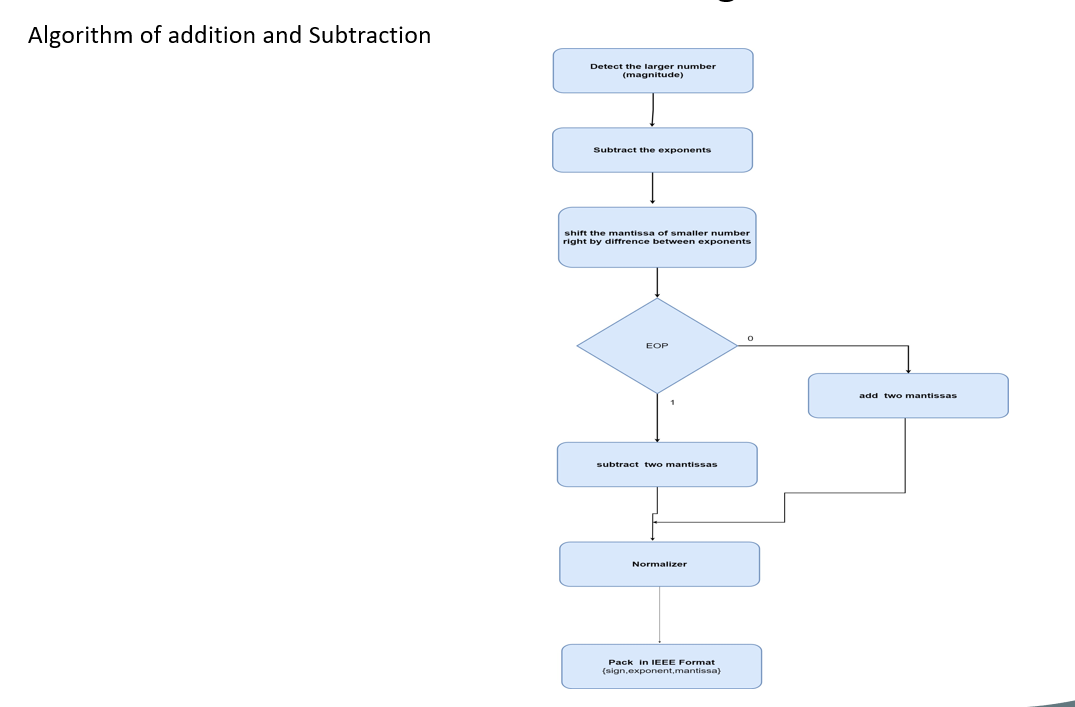 Algorithm of addition and Subtraction
Detect the larger number
(magnitude)
Subtract the exponents
shift the mantissa of smaller number
right by diffrence between exponents
EOP
0
1
add two mantissas
subtract two mantissas
Normalizer
Pack in IEEE Format
{sign,exponent,mantissa}